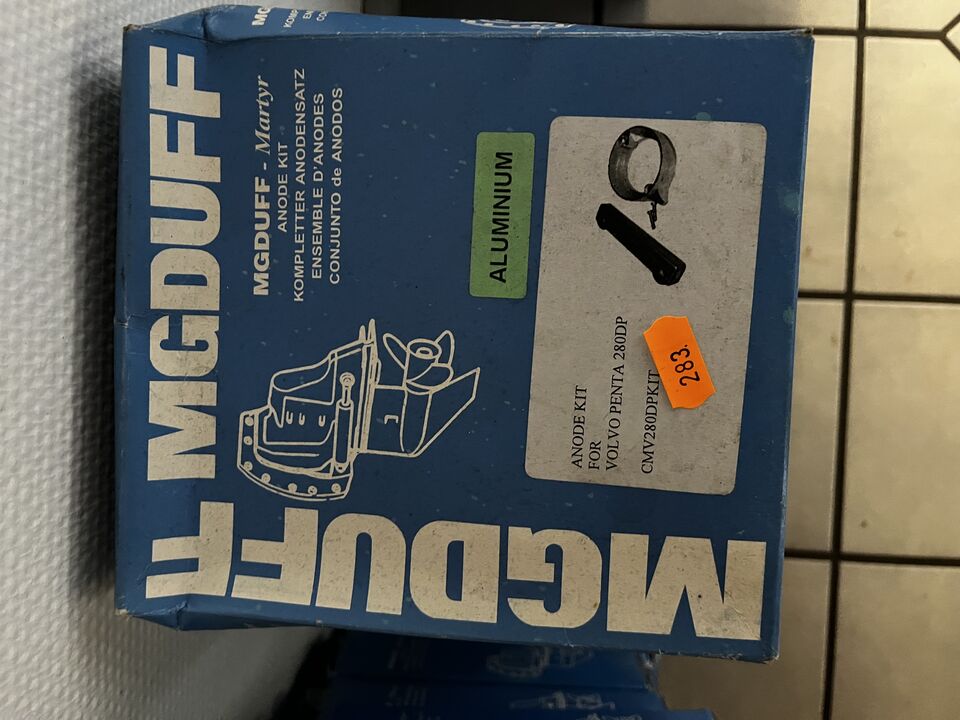 MGDUFF
MGDUFF - Martyr
ANODE KIT
KOMPLETTER ANODENSATZ
ENSEMBLE D'ANODES
CONJUNTO de ANODOS
ALUMINIUM
ANODE KIT
FOR
VOLVO PENTA 280DP
CMV280DPKIT
283.
MGDUFF